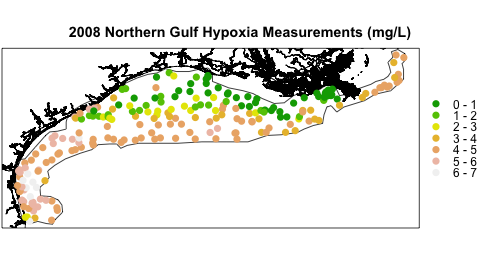 2008 Northern Gulf Hypoxia Measurements (mg/L)
0 - 1
1 - 2
2 - 3
3 - 4
4 - 5
5 - 6
6 - 7